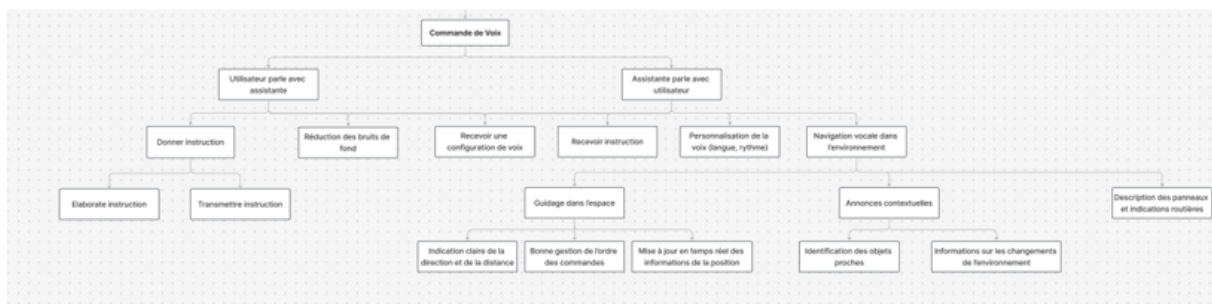 Commande de Voix
Utilisateur parle avec
assistante
Assistante parle avec
utilisateur
Donner instruction
Réduction des bruits de
fond
Recevoir une
configuration de voix
Recevoir instruction
Personnalisation de la
voix (langue, rythme)
Navigation vocale dans
l'environnement
Elaborate instruction
Transmettre instruction
Guidage dans l'espace
Annonces contextuelles
Description des panneaux
et indications routières
Indication claire de la
direction et de la distance
Bonne gestion de l'ordre
des commandes
Mise à jour en temps réel des
informations de la position
Identification des objets
proches
Informations sur les changements
de l'environnement